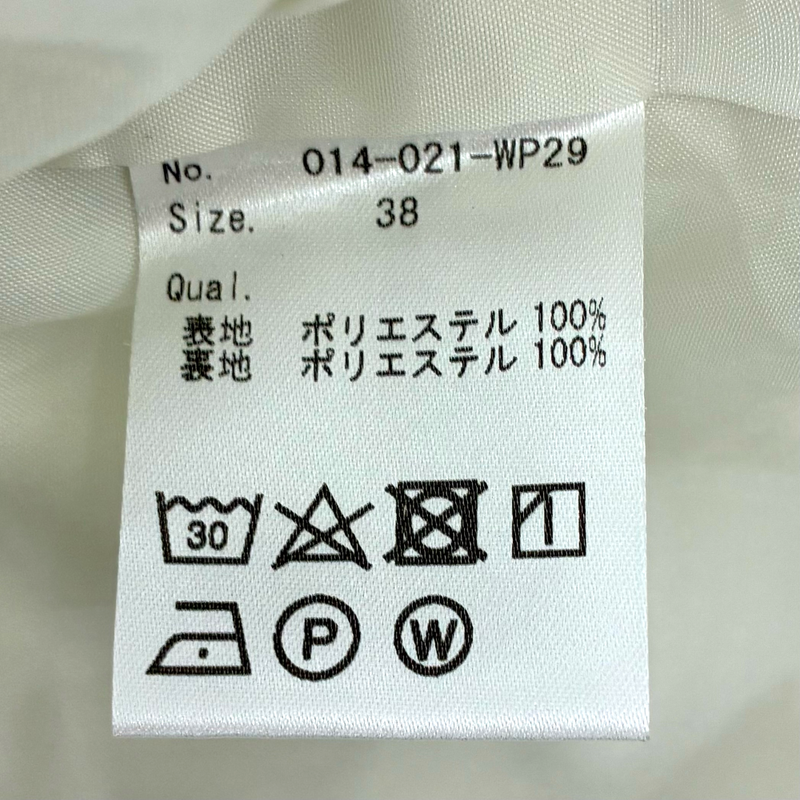 No. 014-021-WP29
Size. 38
Qual.
表地 ポリエステル 100%
裏地 ポリエステル 100%
30
P W